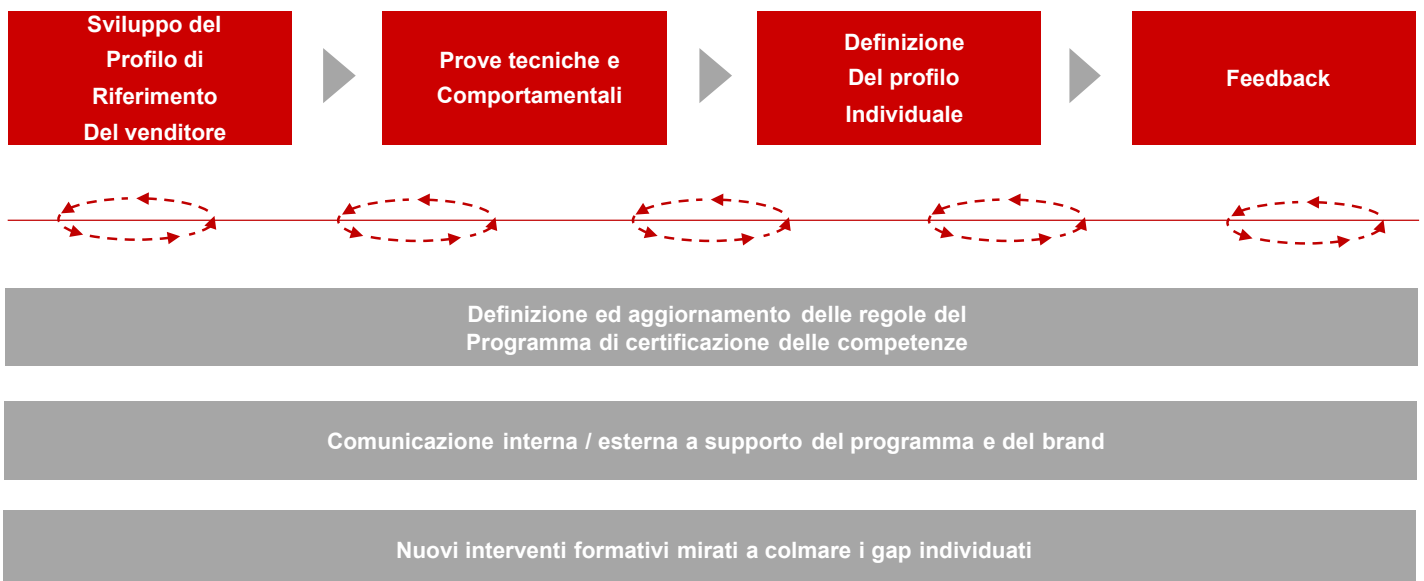 Sviluppo del
Profilo di
Riferimento
Del venditore
Prove tecniche e
Comportamentali
Definizione
Del profilo
Individuale
Feedback
Definizione ed aggiornamento delle regole del
Programma di certificazione delle competenze
Comunicazione interna / esterna a supporto del programma e del brand
Nuovi interventi formativi mirati a colmare i gap individuati